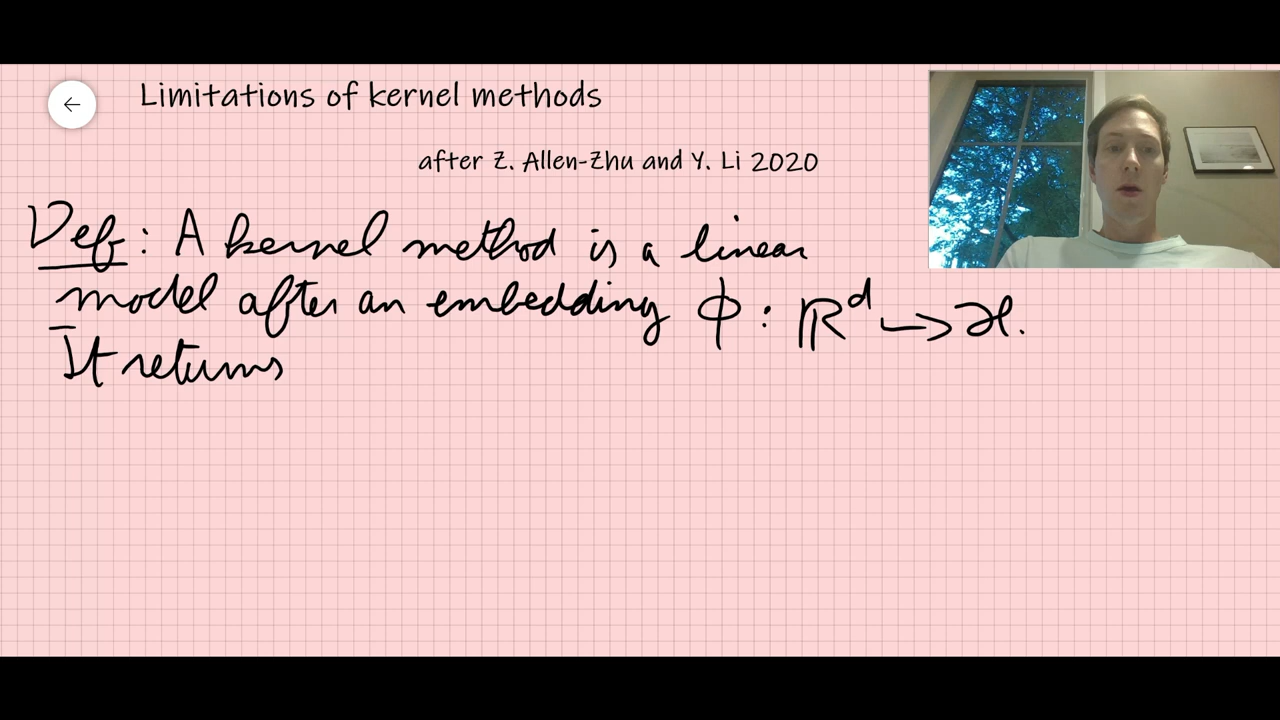 Limitations of kernel methods
after Z. Allen-Zhu and Y. Li 2020
Def: A kernel method is a linear
model after an embedding ϕ: ℝᵈ ↪ ℋ.
It returns